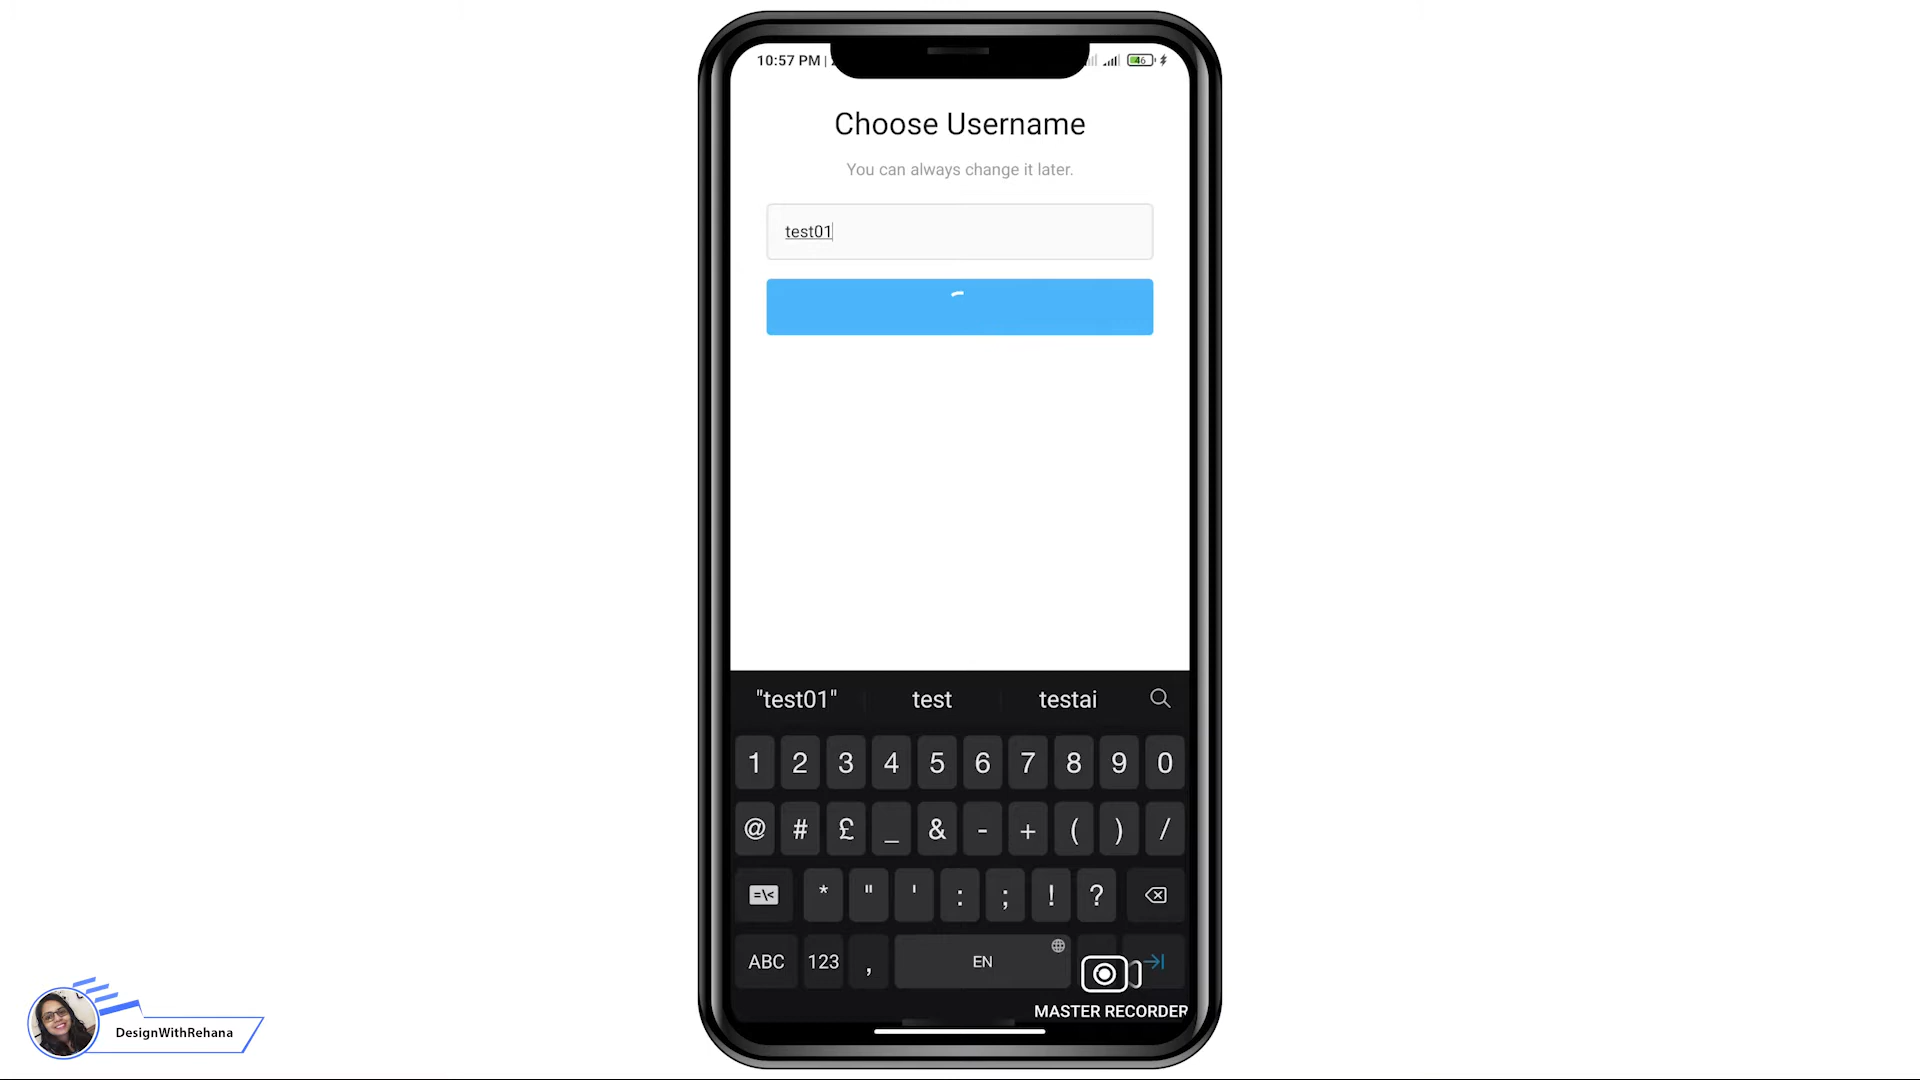 10:57 PM |
46
Choose Username
You can always change it later.
test01
"test01" test testai
1 2 3 4 5 6 7 8 9 0
@ # £ _ & - + ( ) /
=\< * " ' : ; ! ?
ABC 123 , EN
MASTER RECORDER
DesignWithRehana